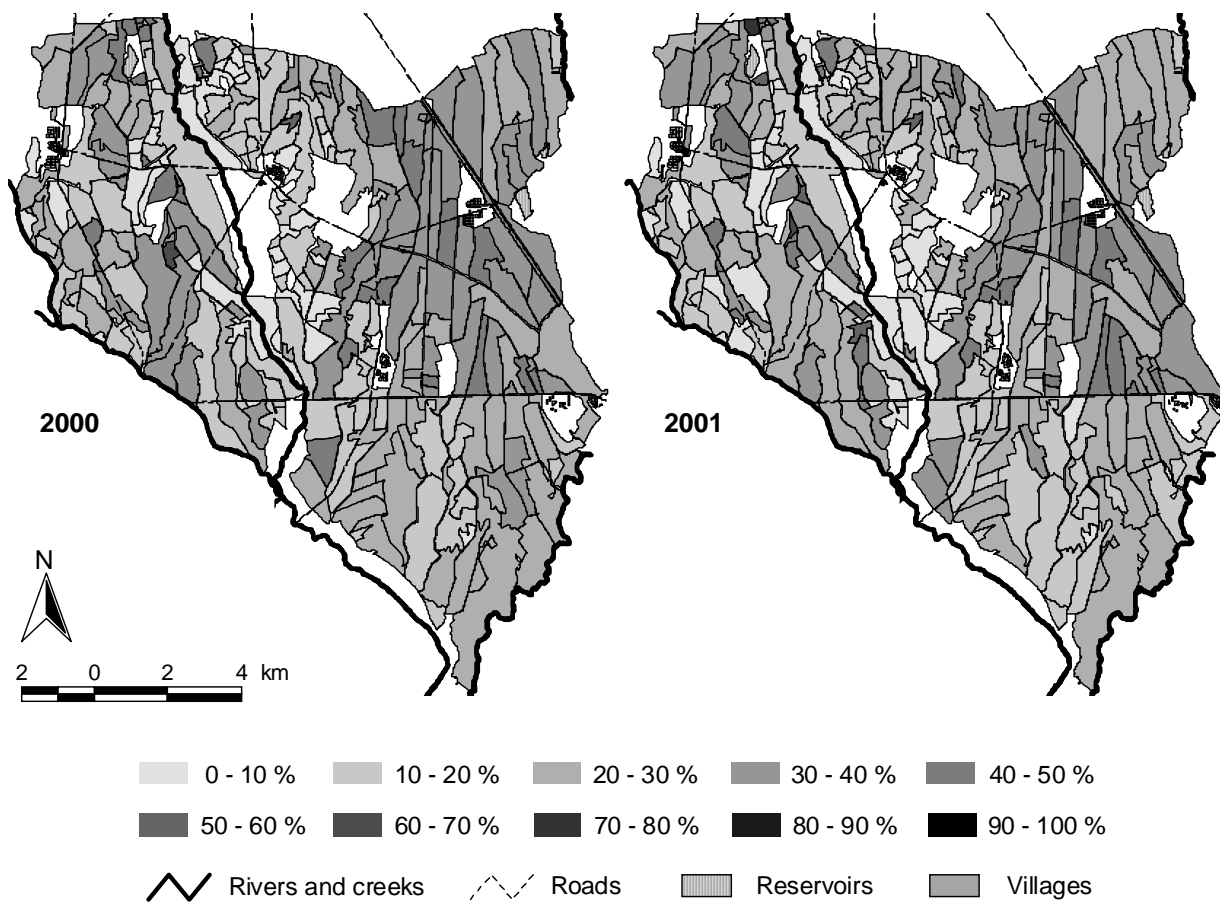 2000
2001
N
2 0 2 4 km
0 - 10 % 10 - 20 % 20 - 30 % 30 - 40 % 40 - 50 %
50 - 60 % 60 - 70 % 70 - 80 % 80 - 90 % 90 - 100 %
Rivers and creeks Roads Reservoirs Villages